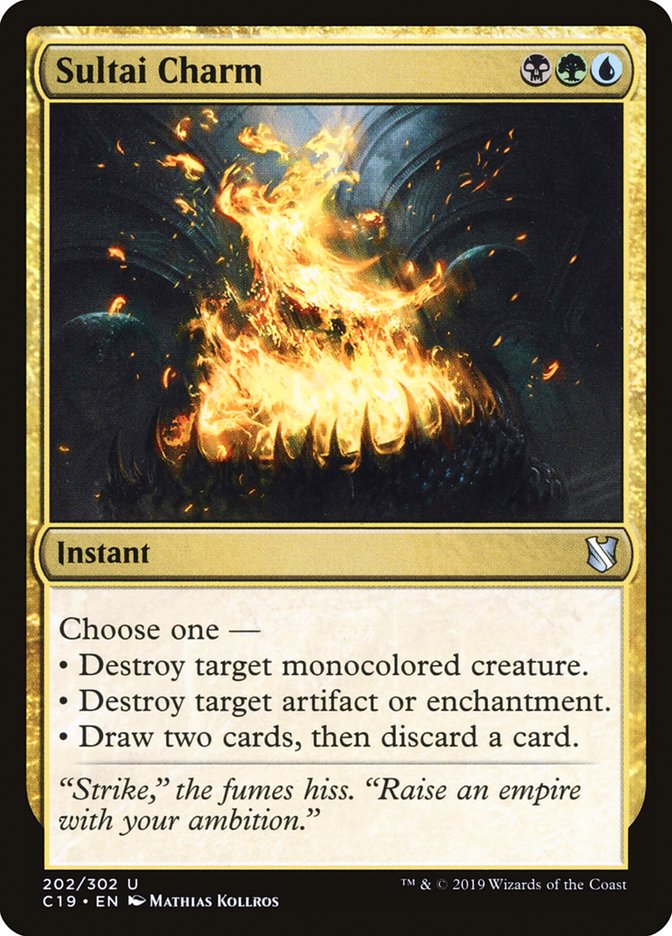 Sultai Charm
Instant
Choose one —
• Destroy target monocolored creature.
• Destroy target artifact or enchantment.
• Draw two cards, then discard a card.
“Strike,” the fumes hiss. “Raise an empire
with your ambition.”
202/302 U
C19 • EN Mathias Kollros
™ & © 2019 Wizards of the Coast